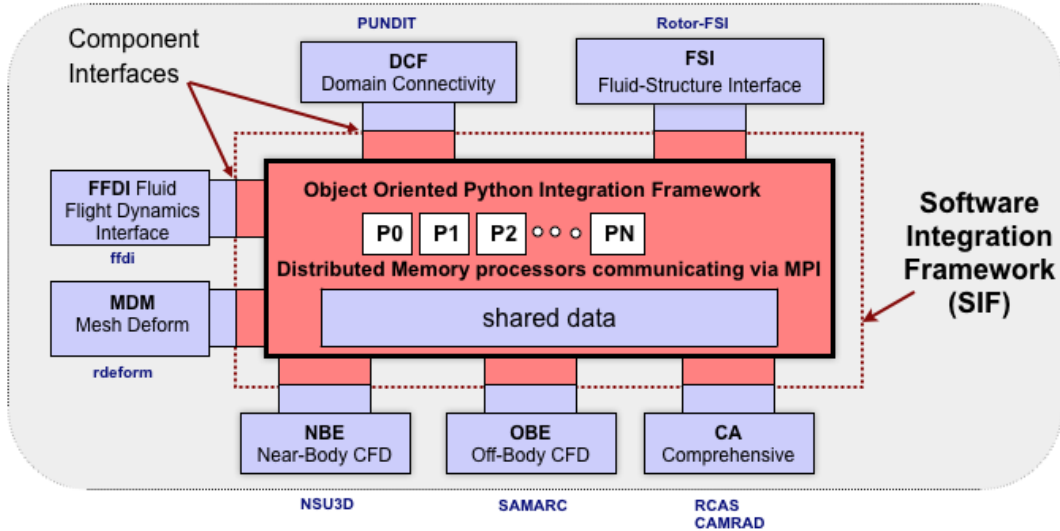 PUNDIT
Rotor-FSI
Component
Interfaces
DCF
Domain Connectivity
FSI
Fluid-Structure Interface
FFDI Fluid
Flight Dynamics
Interface
ffdi
Object Oriented Python Integration Framework
P0 P1 P2 PN
Distributed Memory processors communicating via MPI
shared data
Software
Integration
Framework
(SIF)
MDM
Mesh Deform
rdeform
NBE
Near-Body CFD
OBE
Off-Body CFD
CA
Comprehensive
NSU3D
SAMARC
RCAS
CAMRAD